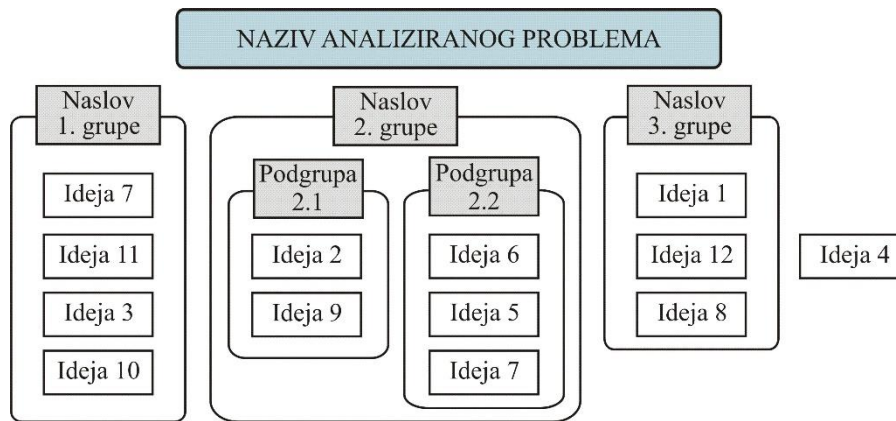 NAZIV ANALIZIRANOG PROBLEMA
Naslov
1. grupe
Ideja 7
Ideja 11
Ideja 3
Ideja 10
Naslov
2. grupe
Podgrupa
2.1
Ideja 2
Ideja 9
Podgrupa
2.2
Ideja 6
Ideja 5
Ideja 7
Naslov
3. grupe
Ideja 1
Ideja 12
Ideja 8
Ideja 4